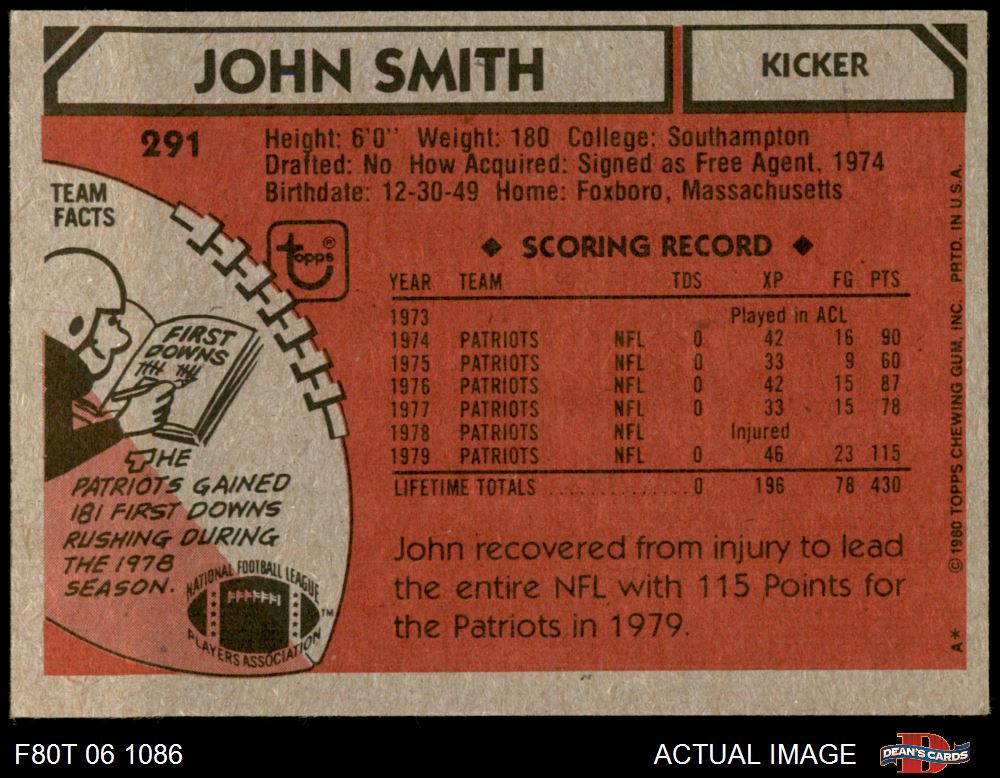 JOHN SMITH
KICKER
291
Height: 6'0'' Weight: 180 College: Southampton
Drafted: No How Acquired: Signed as Free Agent, 1974
Birthdate: 12-30-49 Home: Foxboro, Massachusetts
TEAM
FACTS
topps®
FIRST
DOWNS
THE
PATRIOTS GAINED
181 FIRST DOWNS
RUSHING DURING
THE 1978
SEASON.
NATIONAL FOOTBALL LEAGUE
PLAYERS ASSOCIATION
TM
◆ SCORING RECORD ◆
YEAR TEAM TDS XP FG PTS
1973 Played in ACL
1974 PATRIOTS NFL 0 42 16 90
1975 PATRIOTS NFL 0 33 9 60
1976 PATRIOTS NFL 0 42 15 87
1977 PATRIOTS NFL 0 33 15 78
1978 PATRIOTS NFL Injured
1979 PATRIOTS NFL 0 46 23 115
LIFETIME TOTALS ................ 0 196 78 430
John recovered from injury to lead
the entire NFL with 115 Points for
the Patriots in 1979.
A* © 1980 TOPPS CHEWING GUM, INC. PRTD. IN U.S.A.
F80T 06 1086
ACTUAL IMAGE
D
DEAN'S CARDS